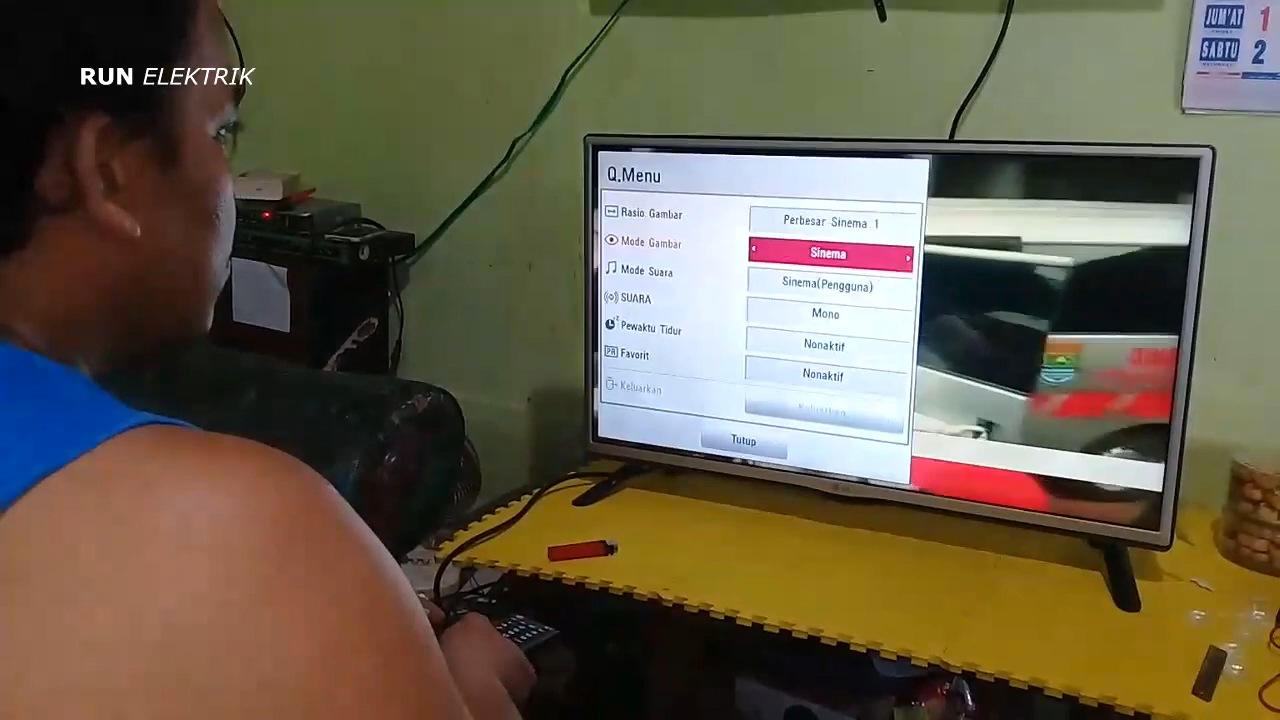 RUN ELEKTRIK
JUM'AT 1
SABTU 2
Q.Menu
Rasio Gambar
Perbesar Sinema 1
Mode Gambar
Sinema
Mode Suara
Sinema(Pengguna)
SUARA
Mono
Pewaktu Tidur
Nonaktif
Favorit
Nonaktif
Keluarkan
Tutup
LG